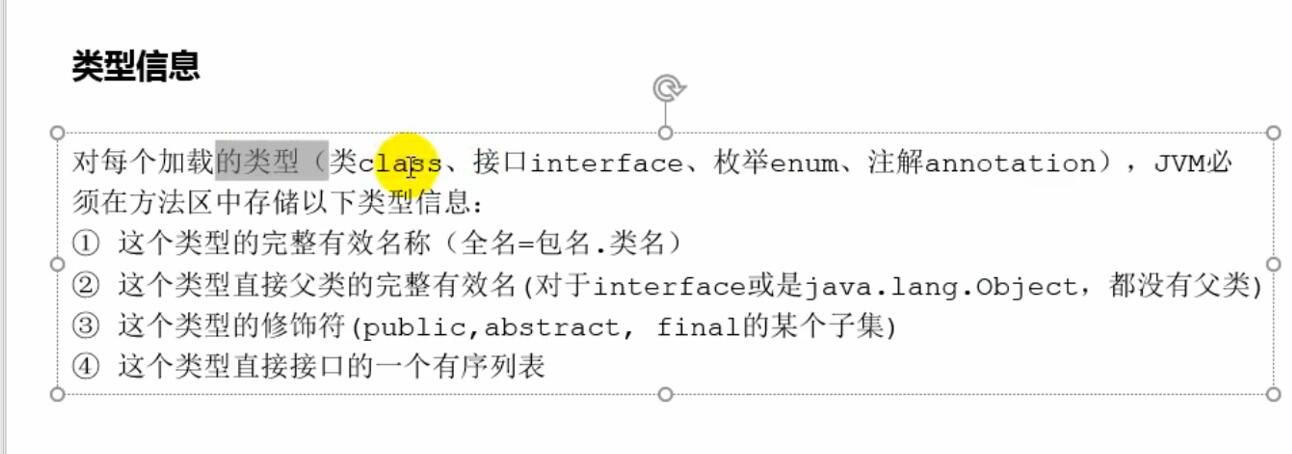 类型信息
对每个加载的类型（类class、接口interface、枚举enum、注解annotation），JVM必
须在方法区中存储以下类型信息：
① 这个类型的完整有效名称（全名=包名.类名）
② 这个类型直接父类的完整有效名(对于interface或是java.lang.Object，都没有父类)
③ 这个类型的修饰符(public,abstract, final的某个子集)
④ 这个类型直接接口的一个有序列表